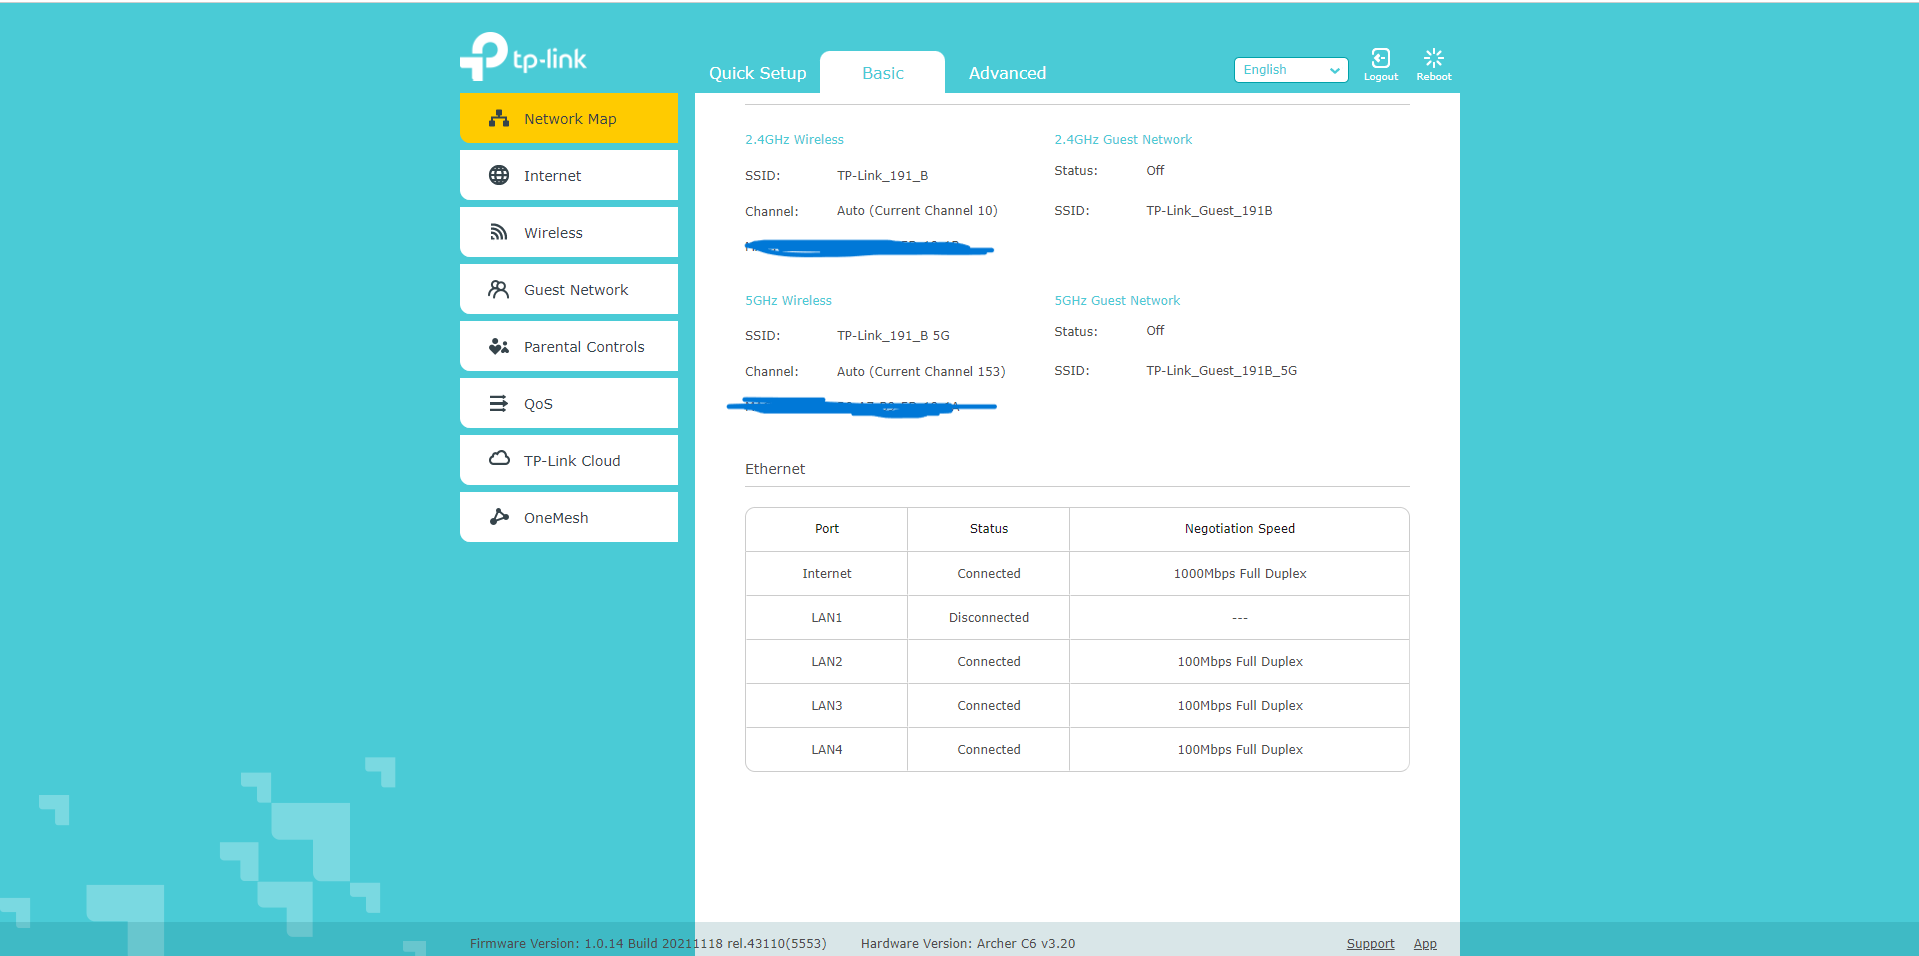 tp-link
Quick Setup Basic Advanced English Logout Reboot
Network Map
Internet
Wireless
Guest Network
Parental Controls
QoS
TP-Link Cloud
OneMesh
2.4GHz Wireless
SSID: TP-Link_191_B
Channel: Auto (Current Channel 10)
2.4GHz Guest Network
Status: Off
SSID: TP-Link_Guest_191B
5GHz Wireless
SSID: TP-Link_191_B 5G
Channel: Auto (Current Channel 153)
5GHz Guest Network
Status: Off
SSID: TP-Link_Guest_191B_5G
Ethernet
Port Status Negotiation Speed
Internet Connected 1000Mbps Full Duplex
LAN1 Disconnected ---
LAN2 Connected 100Mbps Full Duplex
LAN3 Connected 100Mbps Full Duplex
LAN4 Connected 100Mbps Full Duplex
Firmware Version: 1.0.14 Build 20211118 rel.43110(5553) Hardware Version: Archer C6 v3.20 Support App